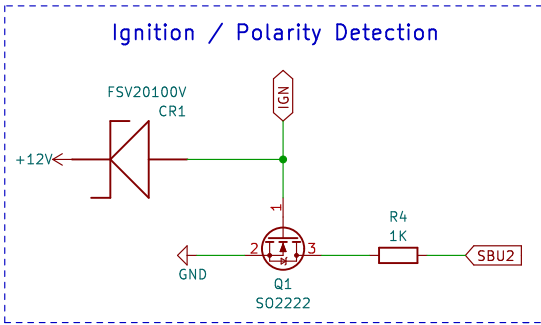 Ignition / Polarity Detection
FSV20100V
CR1
IGN
+12V
1
R4
1K
2
3
SBU2
GND
Q1
SO2222